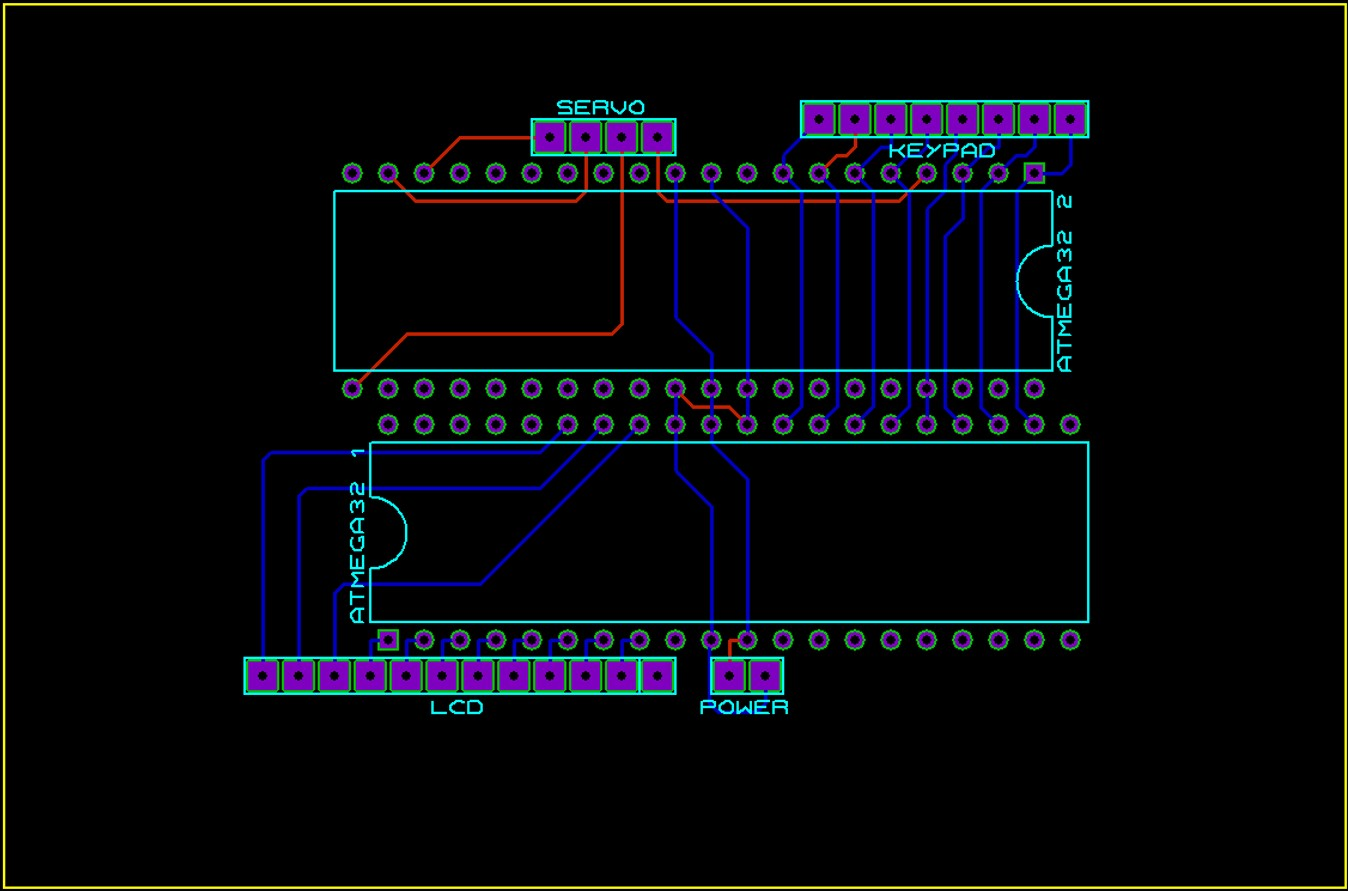 SERVO
KEYPAD
ATMEGA32 2
ATMEGA32 1
LCD
POWER